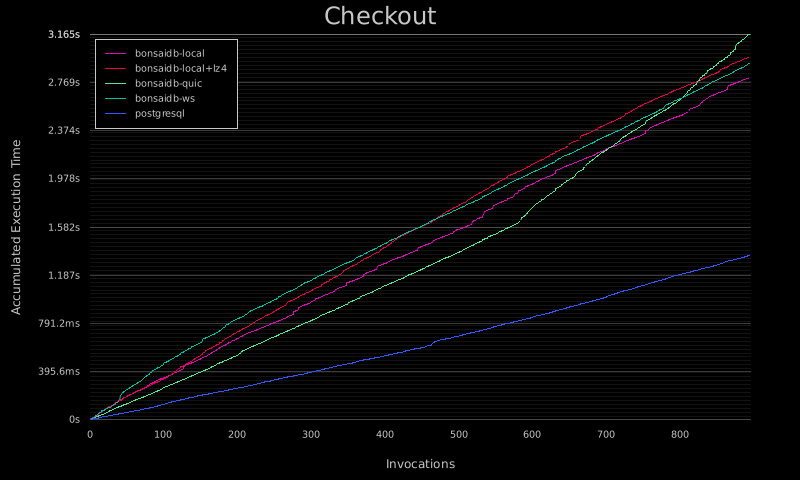 Checkout
3.165s
bonsaidb-local
bonsaidb-local+lz4
bonsaidb-quic
bonsaidb-ws
postgresql
2.769s
2.374s
1.978s
1.582s
1.187s
791.2ms
395.6ms
0s
Accumulated Execution Time
0 100 200 300 400 500 600 700 800
Invocations